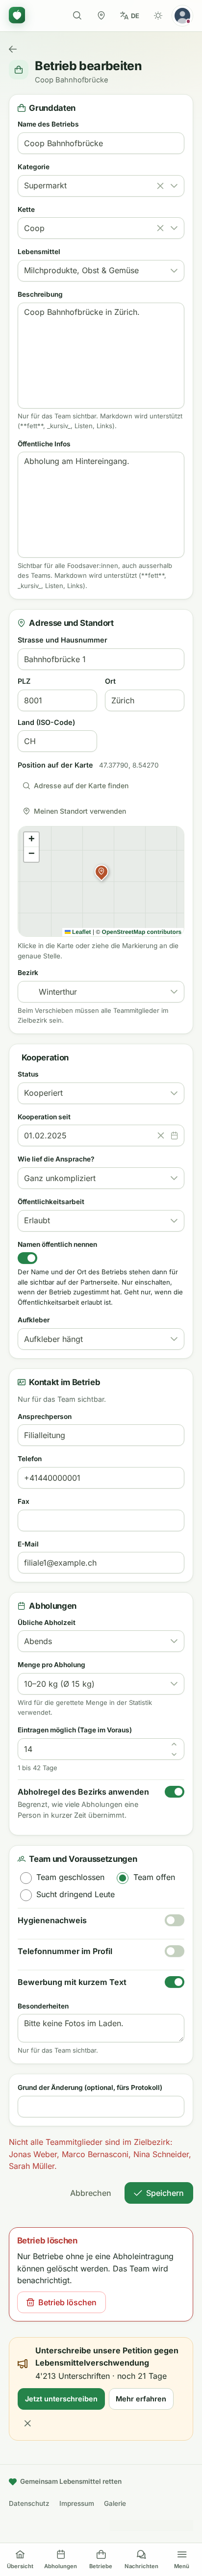 DE
Betrieb bearbeiten
Coop Bahnhofbrücke
Grunddaten
Name des Betriebs
Coop Bahnhofbrücke
Kategorie
Supermarkt
Kette
Coop
Lebensmittel
Milchprodukte, Obst & Gemüse
Beschreibung
Coop Bahnhofbrücke in Zürich.
Nur für das Team sichtbar. Markdown wird unterstützt
(**fett**, _kursiv_, Listen, Links).
Öffentliche Infos
Abholung am Hintereingang.
Sichtbar für alle Foodsaver:innen, auch ausserhalb
des Teams. Markdown wird unterstützt (**fett**,
_kursiv_, Listen, Links).
Adresse und Standort
Strasse und Hausnummer
Bahnhofbrücke 1
PLZ
Ort
8001
Zürich
Land (ISO-Code)
CH
Position auf der Karte 47.37790, 8.54270
Adresse auf der Karte finden
Meinen Standort verwenden
+
−
Leaflet | © OpenStreetMap contributors
Klicke in die Karte oder ziehe die Markierung an die
genaue Stelle.
Bezirk
Winterthur
Beim Verschieben müssen alle Teammitglieder im
Zielbezirk sein.
Kooperation
Status
Kooperiert
Kooperation seit
01.02.2025
Wie lief die Ansprache?
Ganz unkompliziert
Öffentlichkeitsarbeit
Erlaubt
Namen öffentlich nennen
Der Name und der Ort des Betriebs stehen dann für
alle sichtbar auf der Partnerseite. Nur einschalten,
wenn der Betrieb zugestimmt hat. Geht nur, wenn die
Öffentlichkeitsarbeit erlaubt ist.
Aufkleber
Aufkleber hängt
Kontakt im Betrieb
Nur für das Team sichtbar.
Ansprechperson
Filialleitung
Telefon
+41440000001
Fax
E-Mail
filiale1@example.ch
Abholungen
Übliche Abholzeit
Abends
Menge pro Abholung
10–20 kg (Ø 15 kg)
Wird für die gerettete Menge in der Statistik
verwendet.
Eintragen möglich (Tage im Voraus)
14
1 bis 42 Tage
Abholregel des Bezirks anwenden
Begrenzt, wie viele Abholungen eine
Person in kurzer Zeit übernimmt.
Team und Voraussetzungen
Team geschlossen
Team offen
Sucht dringend Leute
Hygienenachweis
Telefonnummer im Profil
Bewerbung mit kurzem Text
Besonderheiten
Bitte keine Fotos im Laden.
Nur für das Team sichtbar.
Grund der Änderung (optional, fürs Protokoll)
Nicht alle Teammitglieder sind im Zielbezirk:
Jonas Weber, Marco Bernasconi, Nina Schneider,
Sarah Müller.
Abbrechen
Speichern
Betrieb löschen
Nur Betriebe ohne je eine Abholeintragung
können gelöscht werden. Das Team wird
benachrichtigt.
Betrieb löschen
Unterschreibe unsere Petition gegen
Lebensmittelverschwendung
4'213 Unterschriften · noch 21 Tage
Jetzt unterschreiben
Mehr erfahren
Gemeinsam Lebensmittel retten
Datenschutz
Impressum
Galerie
Übersicht
Abholungen
Betriebe
Nachrichten
Menü